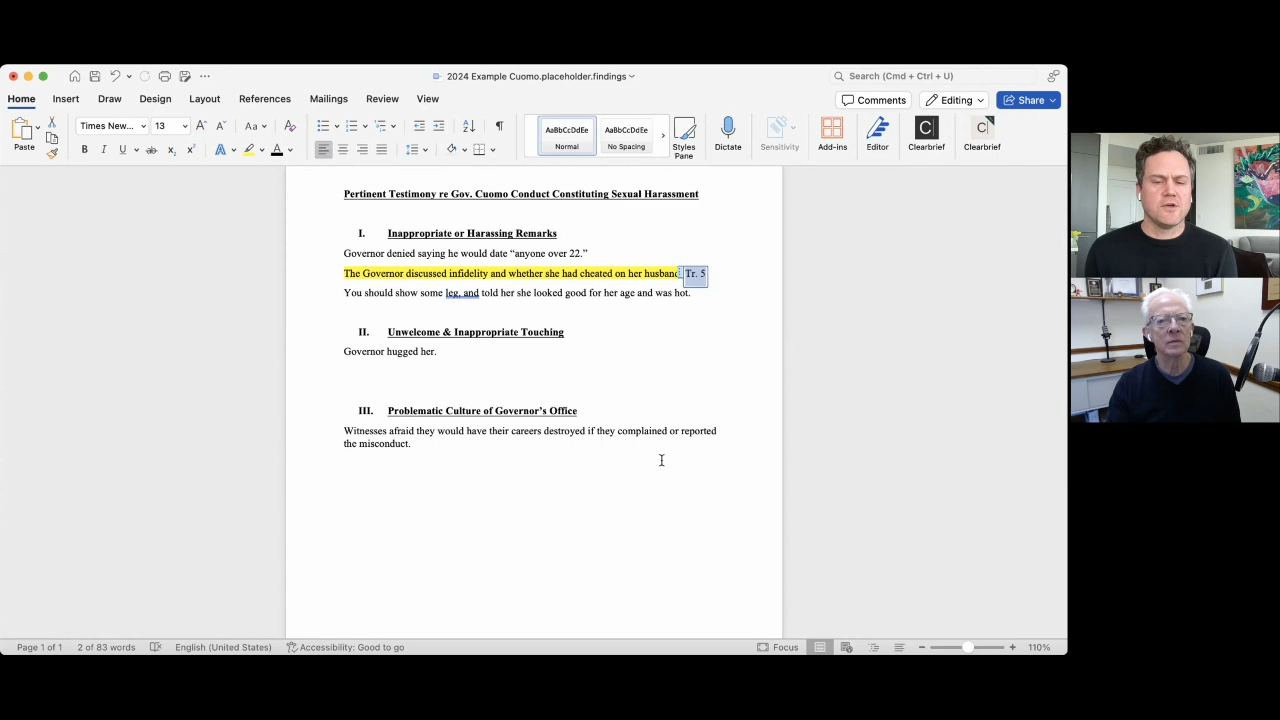 2024 Example Cuomo.placeholder.findings
Search (Cmd + Ctrl + U)
Home Insert Draw Design Layout References Mailings Review View
Comments Editing Share
Paste
Times New... 13
Aa
AaBbCcDdEe
Normal
AaBbCcDdEe
No Spacing
Styles
Pane
Dictate
Sensitivity
Add-ins
Editor
Clearbrief
Clearbrief
Pertinent Testimony re Gov. Cuomo Conduct Constituting Sexual Harassment
I. Inappropriate or Harassing Remarks
Governor denied saying he would date “anyone over 22.”
The Governor discussed infidelity and whether she had cheated on her husband Tr. 5
You should show some leg, and told her she looked good for her age and was hot.
II. Unwelcome & Inappropriate Touching
Governor hugged her.
III. Problematic Culture of Governor’s Office
Witnesses afraid they would have their careers destroyed if they complained or reported
the misconduct.
Page 1 of 1 2 of 83 words English (United States) Accessibility: Good to go Focus 110%